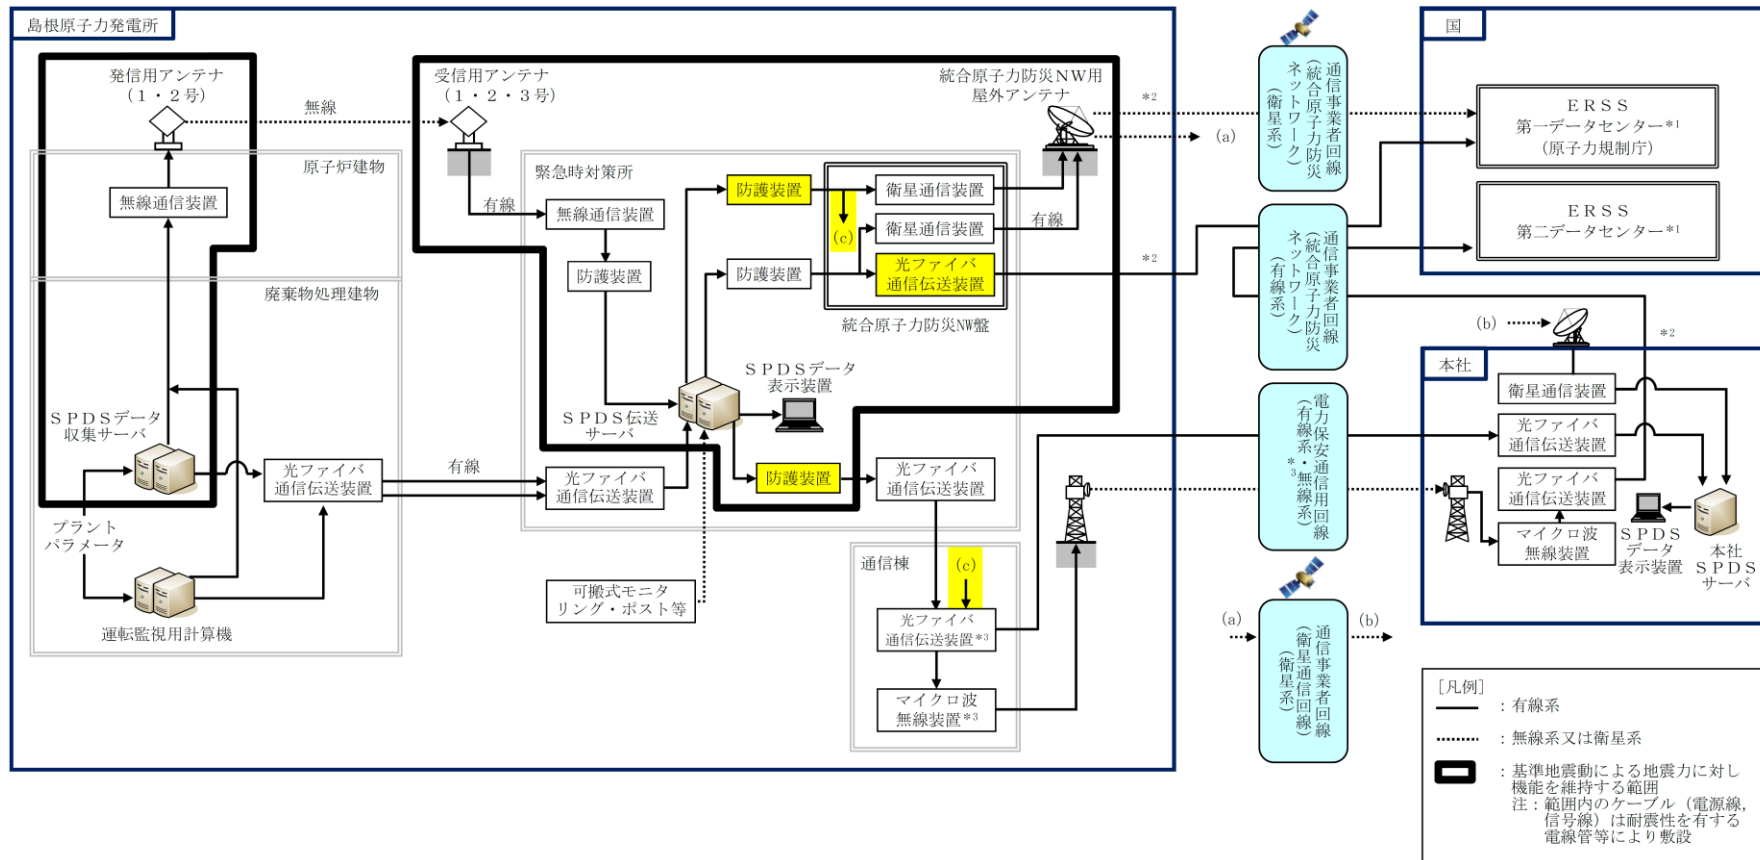 島根原子力発電所
発信用アンテナ
（１・２号）
無線
受信用アンテナ
（１・２・３号）
統合原子力防災ＮＷ用
屋外アンテナ
*2
(a)
原子炉建物
無線通信装置
有線
緊急時対策所
無線通信装置
防護装置
防護装置
(c)
衛星通信装置
衛星通信装置
有線
防護装置
光ファイバ
通信伝送装置
*2
統合原子力防災NW盤
廃棄物処理建物
ＳＰＤＳデータ
収集サーバ
光ファイバ
通信伝送装置
有線
プラント
パラメータ
運転監視用計算機
ＳＰＤＳ伝送
サーバ
ＳＰＤＳデータ
表示装置
光ファイバ
通信伝送装置
防護装置
光ファイバ
通信伝送装置
可搬式モニタ
リング・ポスト等
通信棟
(c)
光ファイバ
通信伝送装置*3
マイクロ波
無線装置*3
通信事業者回線
（統合原子力防災
ネットワーク）
（衛星系）
通信事業者回線
（統合原子力防災
ネットワーク）
（有線系）
電力保安通信用回線
（有線系・無線系）
*3
(a)
(b)
通信事業者回線
（衛星通信回線）
（衛星系）
国
ＥＲＳＳ
第一データセンター*1
（原子力規制庁）
ＥＲＳＳ
第二データセンター*1
(b)
*2
本社
衛星通信装置
光ファイバ
通信伝送装置
光ファイバ
通信伝送装置
マイクロ波
無線装置
ＳＰＤＳ
データ
表示装置
本社
ＳＰＤＳ
サーバ
［凡例］
：有線系
：無線系又は衛星系
：基準地震動による地震力に対し
機能を維持する範囲
注：範囲内のケーブル（電源線，
信号線）は耐震性を有する
電線管等により敷設